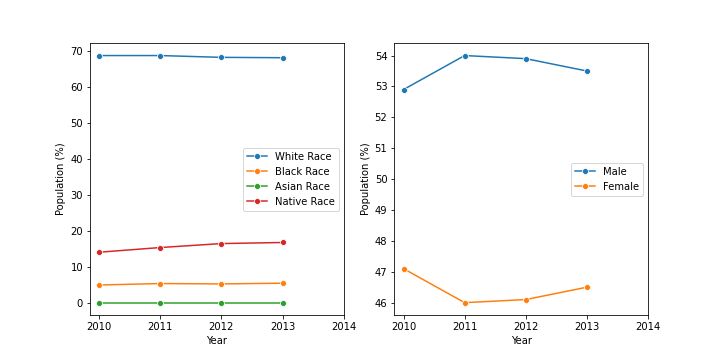 70
60
50
40
30
20
10
0
Population (%)
2010 2011 2012 2013 2014
Year
White Race
Black Race
Asian Race
Native Race
54
53
52
51
50
49
48
47
46
Population (%)
2010 2011 2012 2013 2014
Year
Male
Female